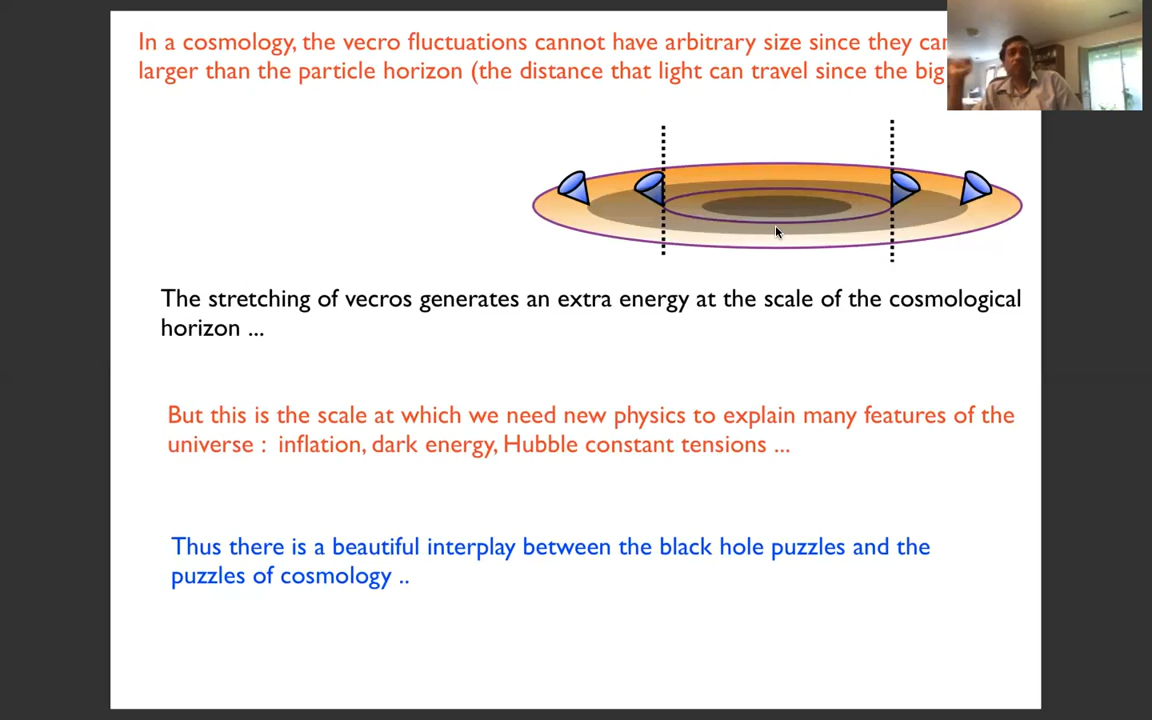 In a cosmology, the vecro fluctuations cannot have arbitrary size since they
larger than the particle horizon (the distance that light can travel since the big
The stretching of vecros generates an extra energy at the scale of the cosmological
horizon ...
But this is the scale at which we need new physics to explain many features of the
universe : inflation, dark energy, Hubble constant tensions ...
Thus there is a beautiful interplay between the black hole puzzles and the
puzzles of cosmology ..